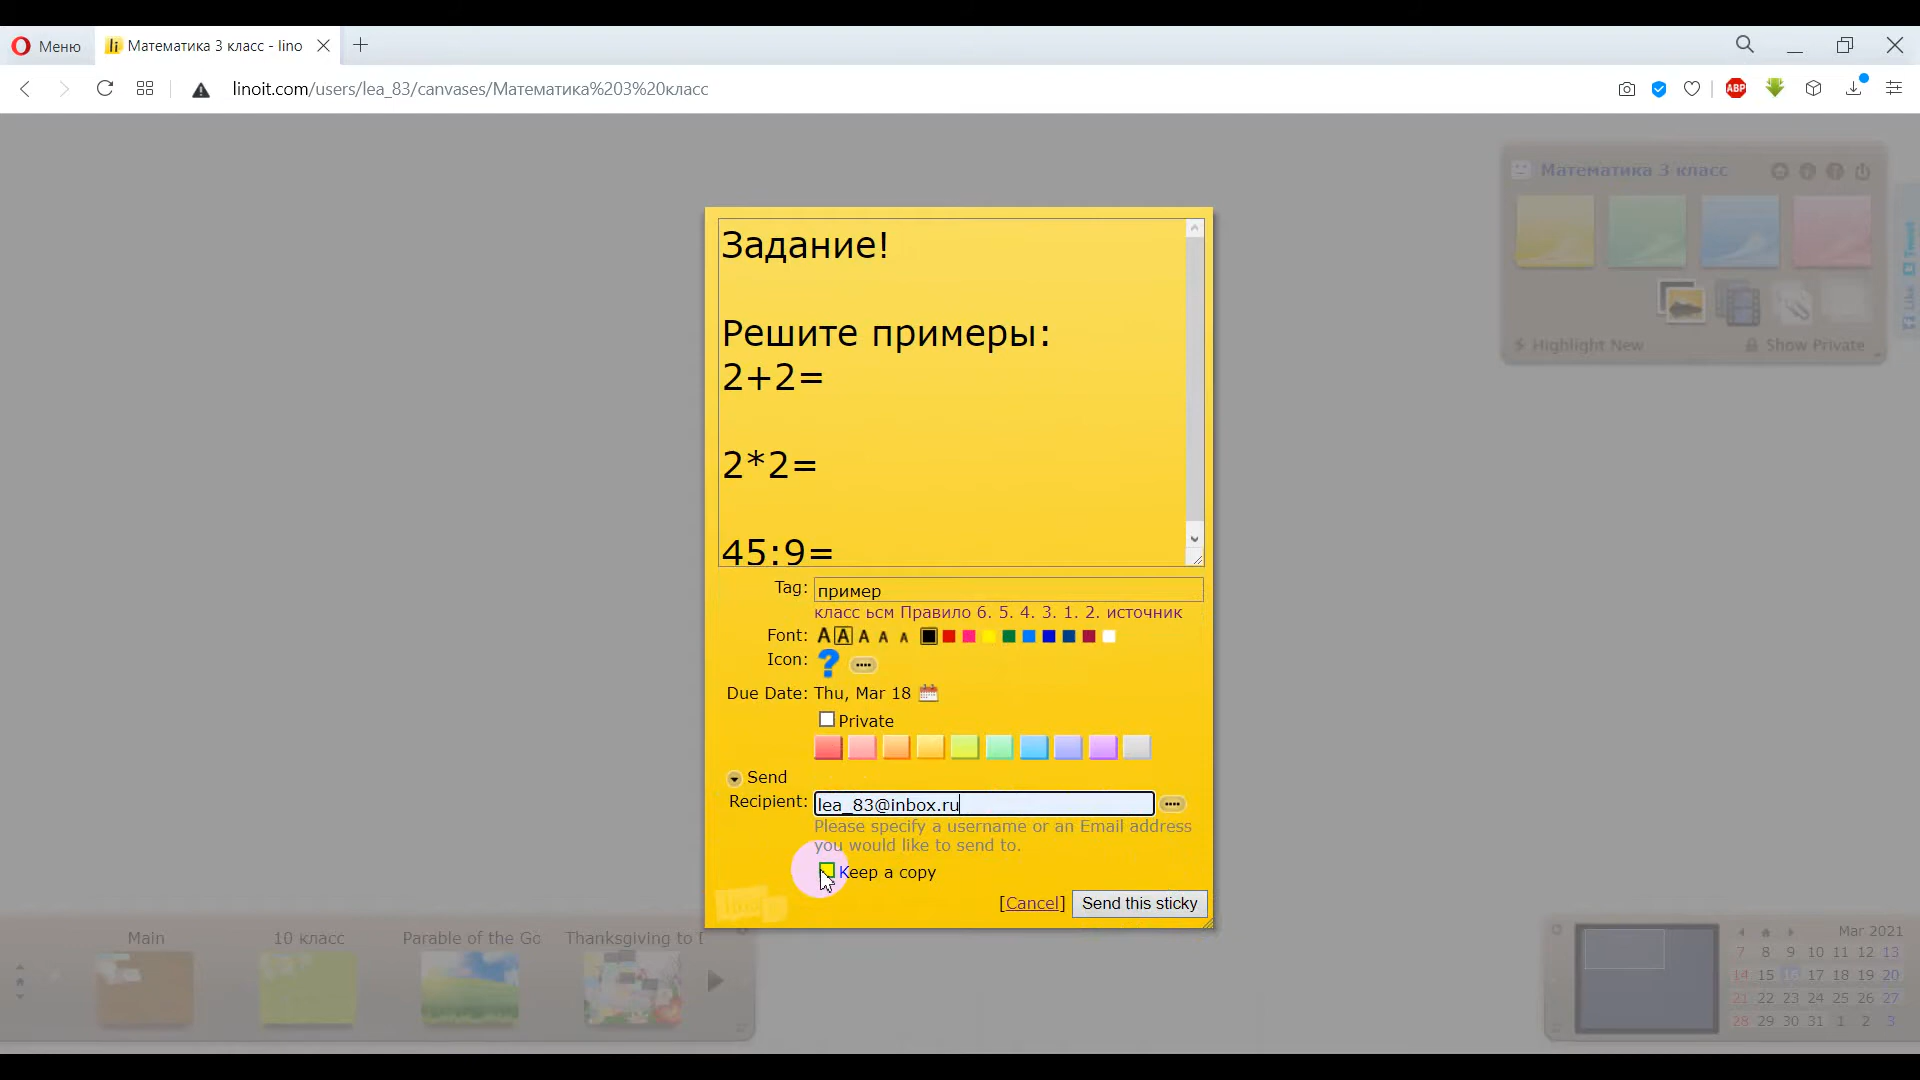 Меню
Математика 3 класс - lino
linoit.com/users/lea_83/canvases/Математика%203%20класс
ABP
Математика 3 класс
Tweet
Like
Highlight New
Show Private
Задание!
Решите примеры:
2+2=
2*2=
45:9=
Tag: пример
класс ьсм Правило 6. 5. 4. 3. 1. 2. источник
Font: A A A A A
Icon: ?
Due Date: Thu, Mar 18
Private
Send
Recipient: lea_83@inbox.ru
Please specify a username or an Email address
you would like to send to.
Keep a copy
[Cancel] Send this sticky
Main
10 класс
Parable of the Go
Thanksgiving to
Mar 2021
7 8 9 10 11 12 13
14 15 16 17 18 19 20
21 22 23 24 25 26 27
28 29 30 31 1 2 3